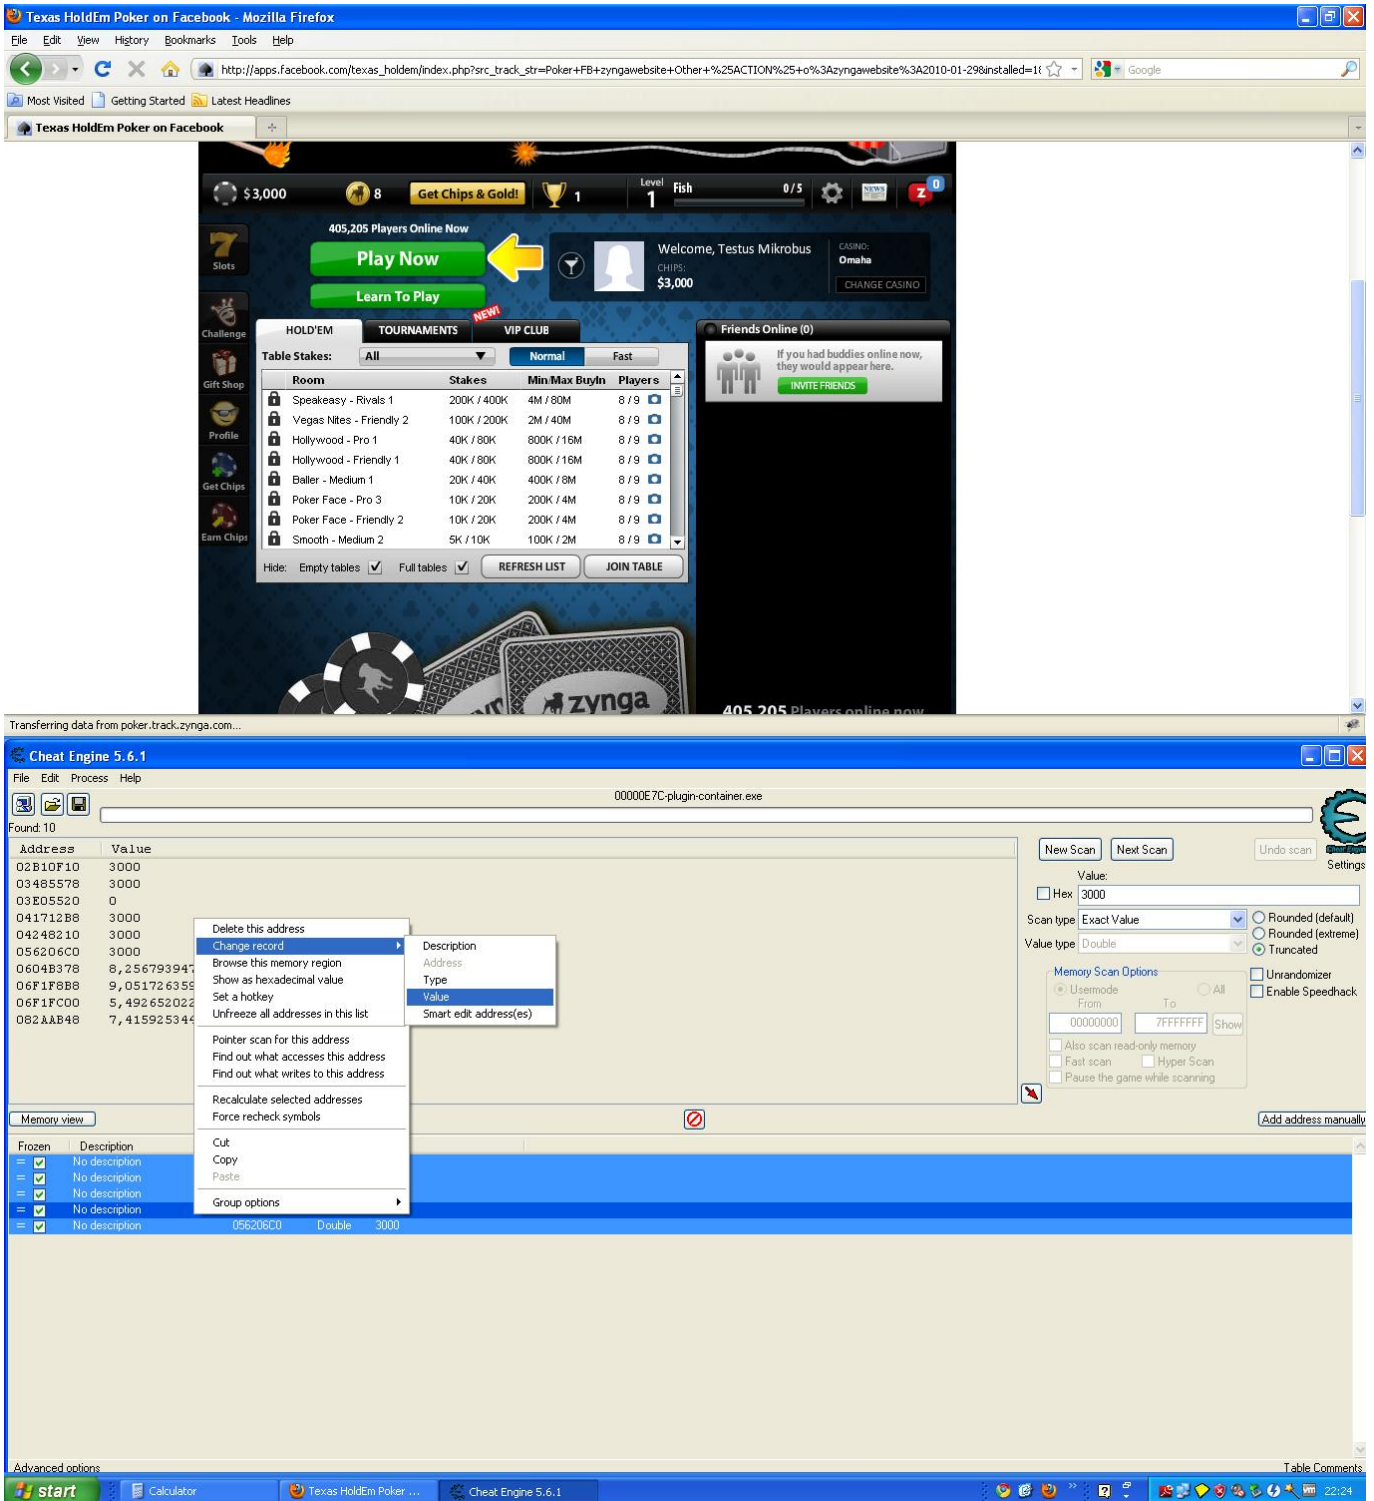 Texas HoldEm Poker on Facebook - Mozilla Firefox
File Edit View History Bookmarks Tools Help
http://apps.facebook.com/texas_holdem/index.php?src_track_str=Poker+FB+zyngawebsite+Other+%25ACTION%25+o%3Azyngawebsite%3A2010-01-29&installed=1
Google
Most Visited Getting Started Latest Headlines
Texas HoldEm Poker on Facebook
$3,000 8 Get Chips & Gold! 1 Level 1 Fish 0/5 NEWS Z 0
405,205 Players Online Now
Play Now
Learn To Play
Welcome, Testus Mikrobus
CHIPS:
$3,000
CASINO:
Omaha
CHANGE CASINO
Slots
Challenge
Gift Shop
Profile
Get Chips
Earn Chips
NEW!
HOLD'EM TOURNAMENTS VIP CLUB
Table Stakes: All Normal Fast
Room Stakes Min/Max BuyIn Players
Speakeasy - Rivals 1 200K / 400K 4M / 80M 8 / 9
Vegas Nites - Friendly 2 100K / 200K 2M / 40M 8 / 9
Hollywood - Pro 1 40K / 80K 800K / 16M 8 / 9
Hollywood - Friendly 1 40K / 80K 800K / 16M 8 / 9
Baller - Medium 1 20K / 40K 400K / 8M 8 / 9
Poker Face - Pro 3 10K / 20K 200K / 4M 8 / 9
Poker Face - Friendly 2 10K / 20K 200K / 4M 8 / 9
Smooth - Medium 2 5K / 10K 100K / 2M 8 / 9
Hide: Empty tables Full tables REFRESH LIST JOIN TABLE
Friends Online (0)
If you had buddies online now,
they would appear here.
INVITE FRIENDS
zynga
405,205 Players online now
Transferring data from poker.track.zynga.com...
Cheat Engine 5.6.1
File Edit Process Help
00000E7C-plugin-container.exe
Found: 10
Address Value
02B10F10 3000
03485578 3000
03E05520 0
041712B8 3000
04248210 3000
056206C0 3000
0604B378 8,256793947
06F1F8B8 9,051726359
06F1FC00 5,492652022
082AAB48 7,415925344
Delete this address
Change record
Browse this memory region
Show as hexadecimal value
Set a hotkey
Unfreeze all addresses in this list
Pointer scan for this address
Find out what accesses this address
Find out what writes to this address
Recalculate selected addresses
Force recheck symbols
Cut
Copy
Paste
Group options
Description
Address
Type
Value
Smart edit address(es)
New Scan Next Scan Undo scan
Cheat Engine
Settings
Value:
Hex 3000
Scan type Exact Value
Value type Double
Rounded (default)
Rounded (extreme)
Truncated
Memory Scan Options
Usermode All
From To
00000000 7FFFFFFF Show
Also scan read-only memory
Fast scan Hyper Scan
Pause the game while scanning
Unrandomizer
Enable Speedhack
Memory view Add address manually
Frozen Description
No description
No description
No description
No description
No description 056206C0 Double 3000
Advanced options Table Comments
start Calculator Texas HoldEm Poker ... Cheat Engine 5.6.1 22:24